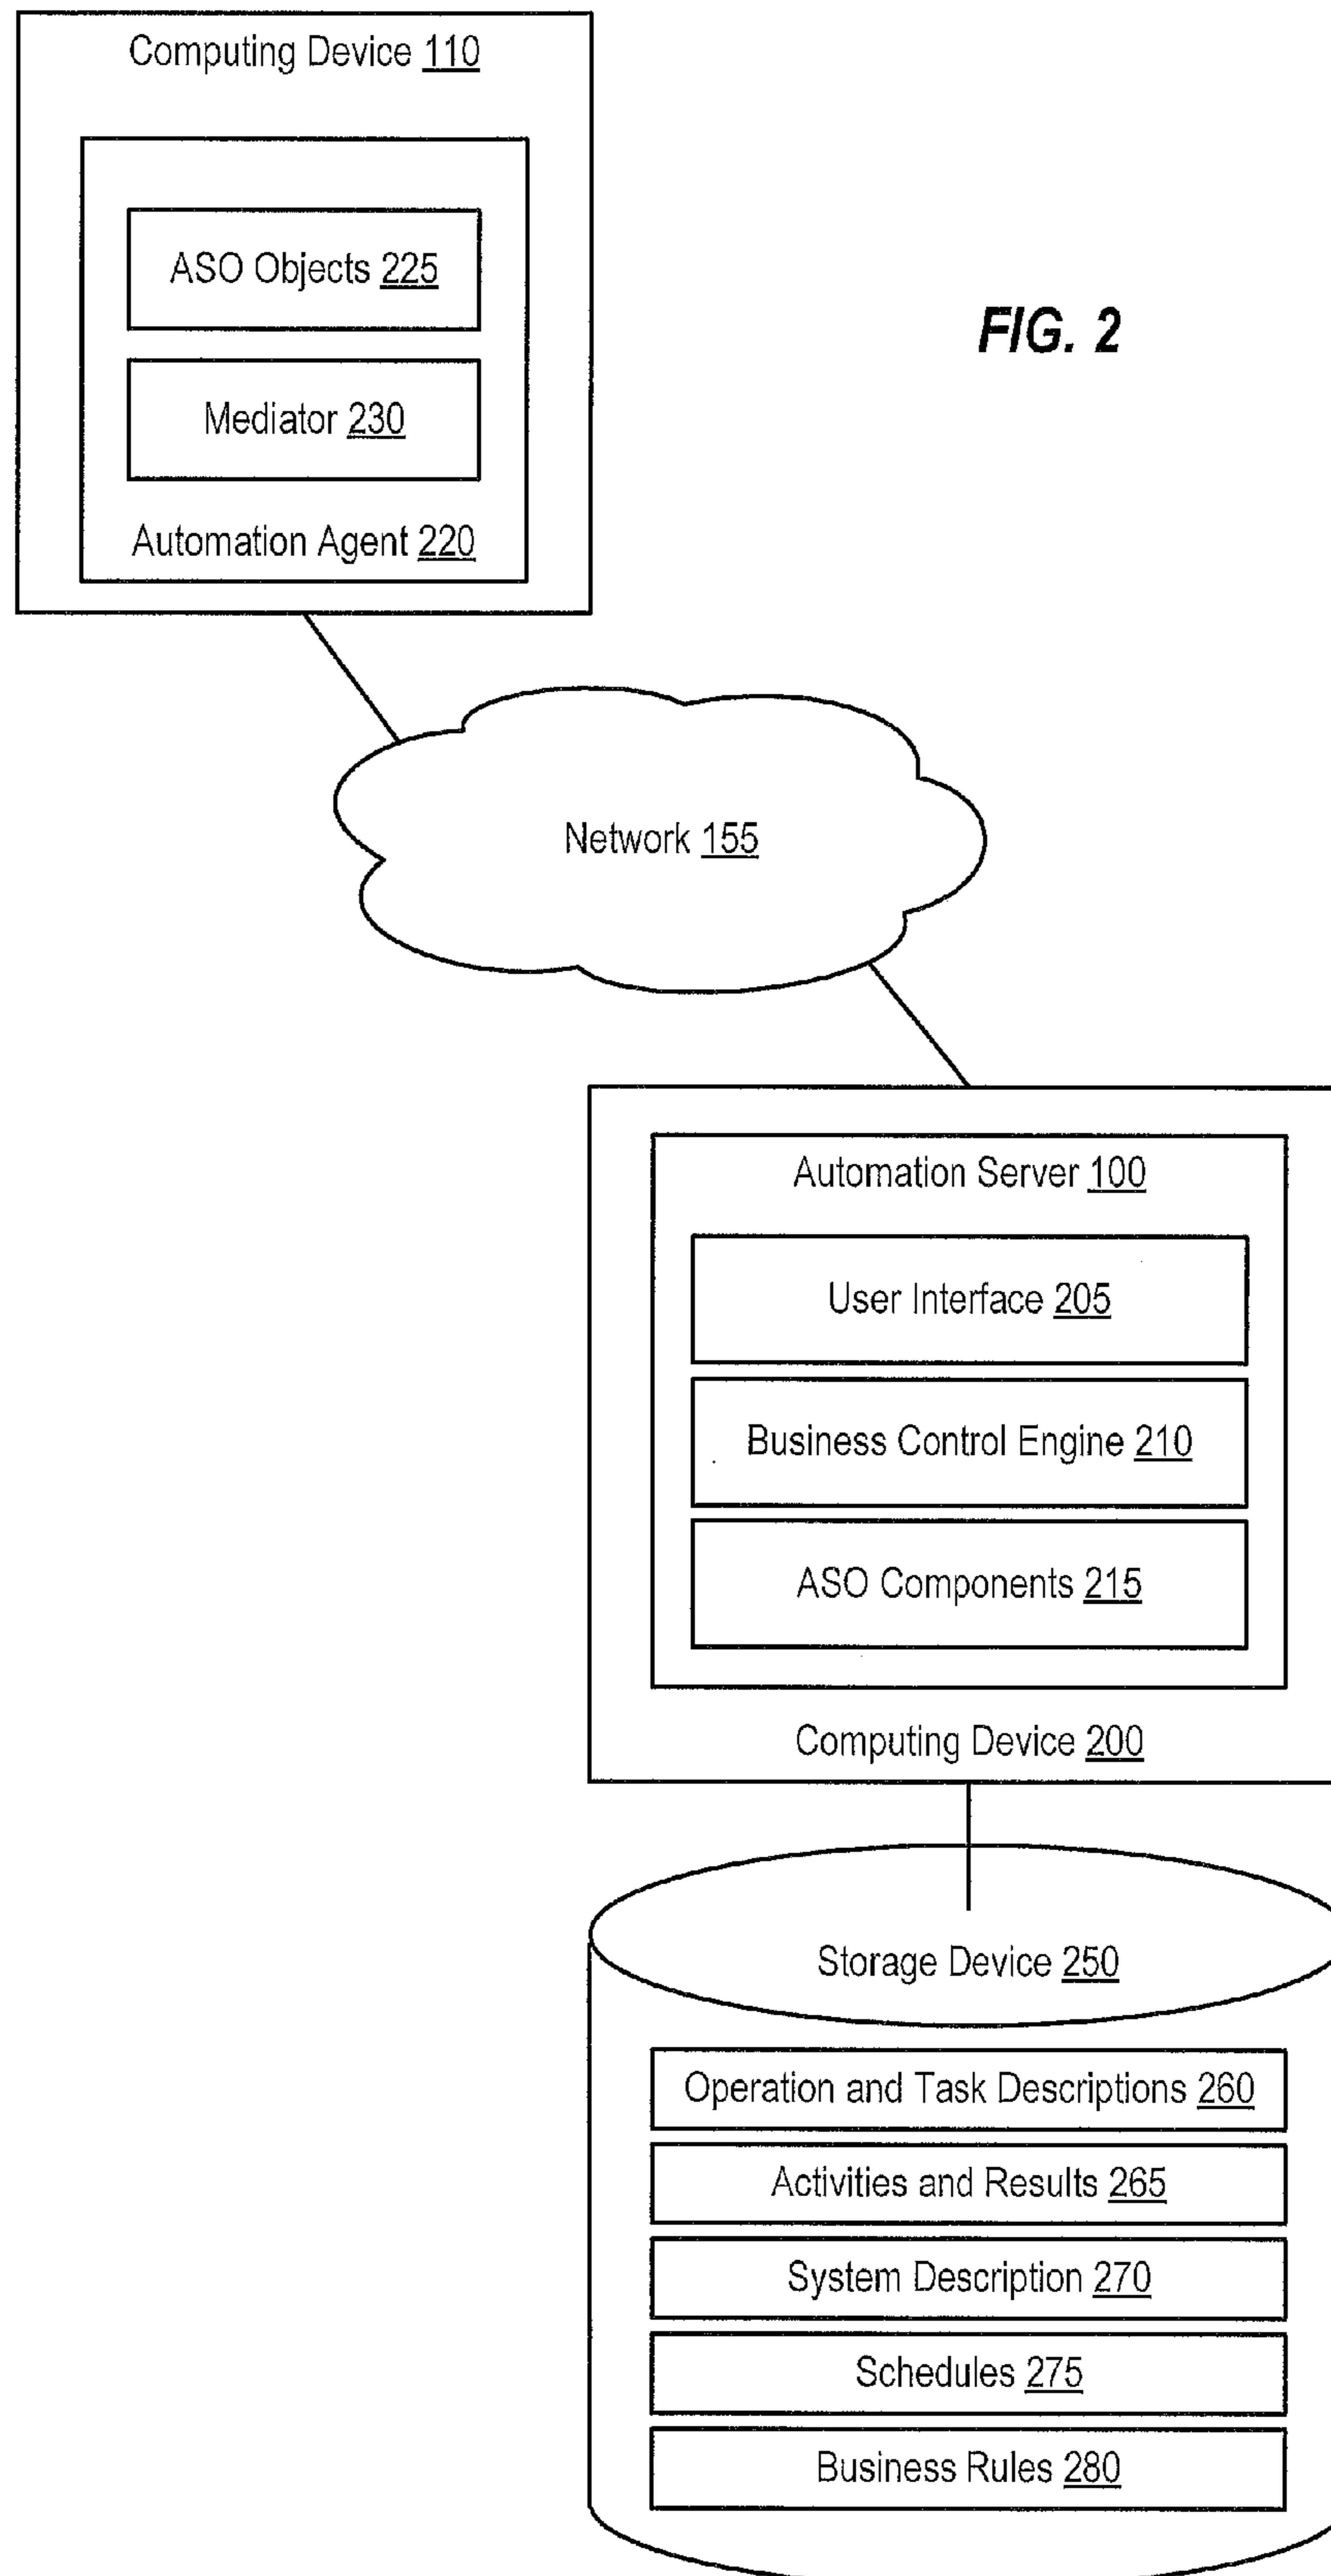 Computing Device 110
ASO Objects 225
FIG. 2
Mediator 230
Automation Agent 220
Network 155
Automation Server 100
User Interface 205
Business Control Engine 210
ASO Components 215
Computing Device 200
Storage Device 250
Operation and Task Descriptions 260
Activities and Results 265
System Description 270
Schedules 275
Business Rules 280